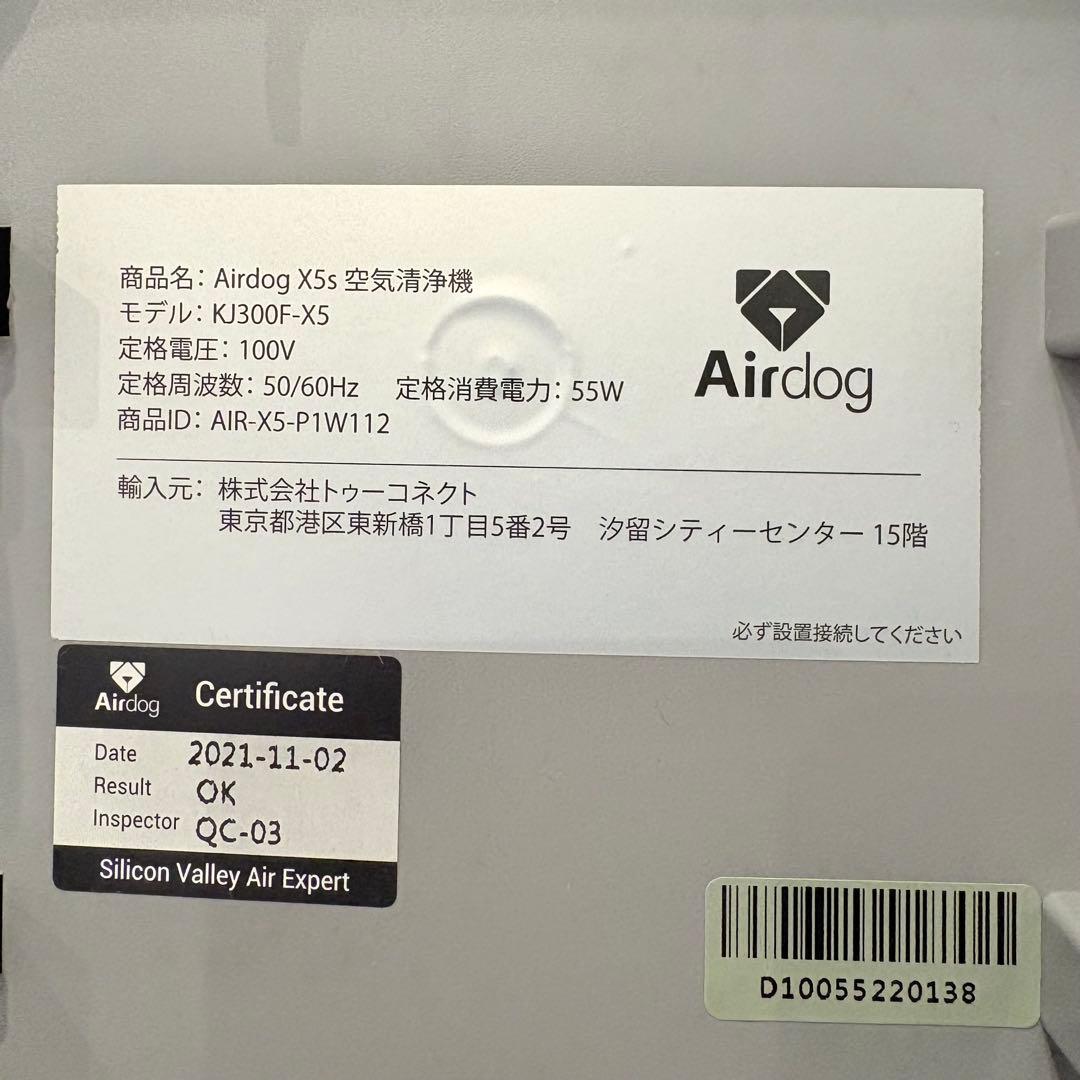 商品名：Airdog X5s 空気清浄機
モデル：KJ300F-X5
定格電圧：100V
定格周波数：50/60Hz 定格消費電力：55W
商品ID：AIR-X5-P1W112
Airdog
輸入元：株式会社トゥーコネクト
東京都港区東新橋1丁目5番2号 汐留シティーセンター 15階
必ず設置接続してください
Airdog Certificate
Date 2021-11-02
Result OK
Inspector QC-03
Silicon Valley Air Expert
D10055220138